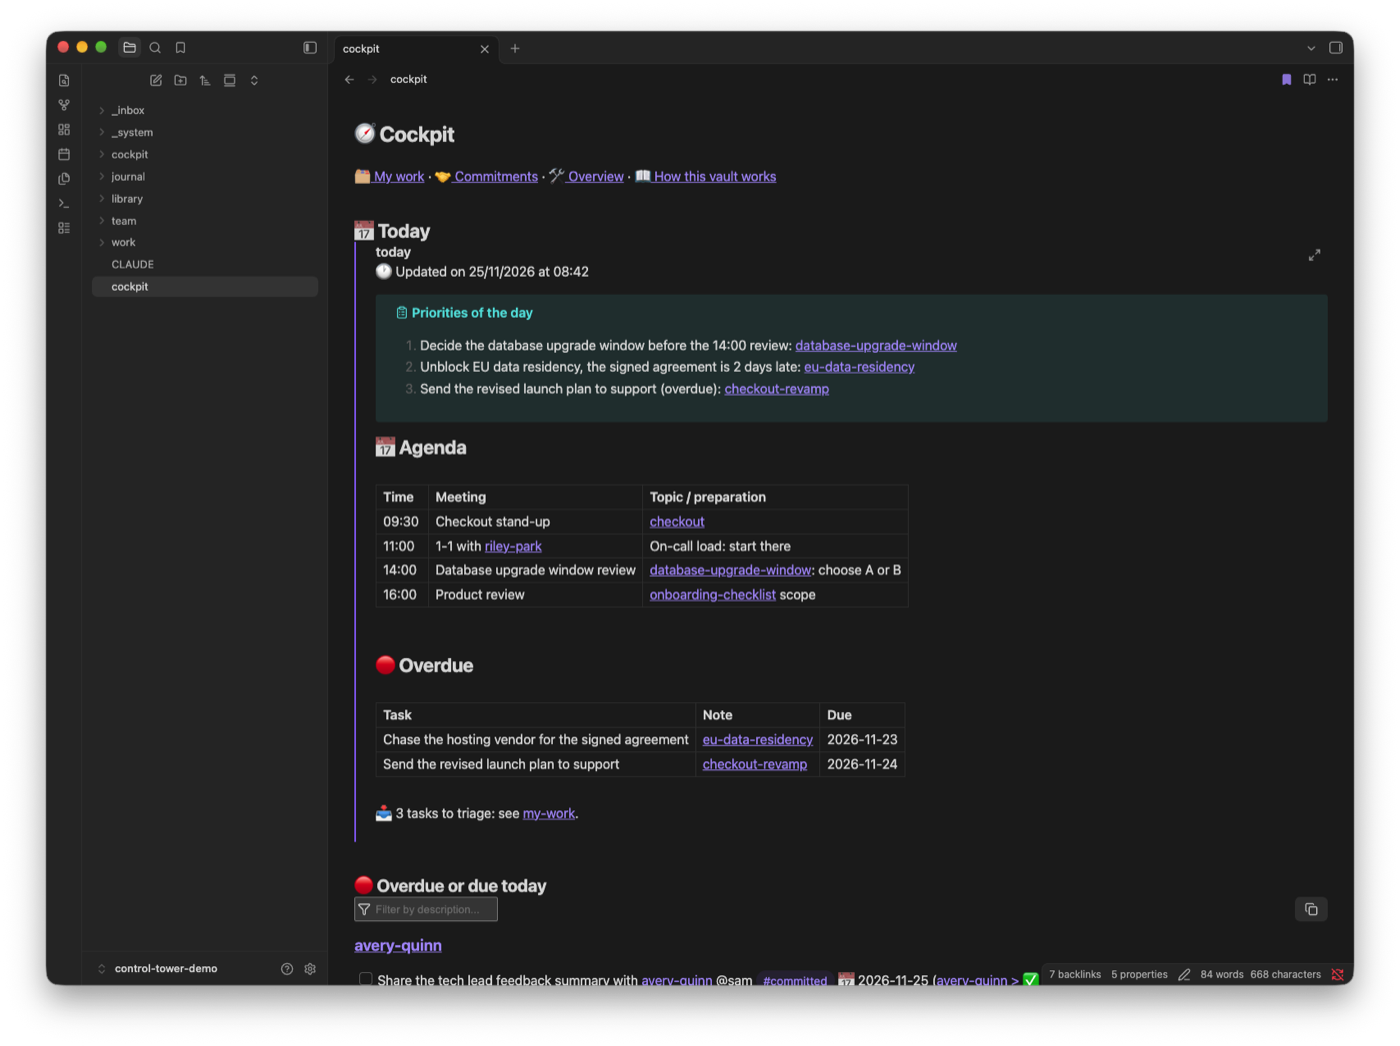 cockpit
cockpit
_inbox
_system
cockpit
journal
library
team
work
CLAUDE
cockpit
control-tower-demo
Cockpit
My work · Commitments · Overview · How this vault works
17 Today
today
Updated on 25/11/2026 at 08:42
Priorities of the day
1. Decide the database upgrade window before the 14:00 review: database-upgrade-window
2. Unblock EU data residency, the signed agreement is 2 days late: eu-data-residency
3. Send the revised launch plan to support (overdue): checkout-revamp
17 Agenda
Time Meeting Topic / preparation
09:30 Checkout stand-up checkout
11:00 1-1 with riley-park On-call load: start there
14:00 Database upgrade window review database-upgrade-window: choose A or B
16:00 Product review onboarding-checklist scope
Overdue
Task Note Due
Chase the hosting vendor for the signed agreement eu-data-residency 2026-11-23
Send the revised launch plan to support checkout-revamp 2026-11-24
3 tasks to triage: see my-work.
Overdue or due today
Filter by description...
avery-quinn
Share the tech lead feedback summary with avery-quinn @sam #committed 17 2026-11-25 (avery-quinn >
7 backlinks 5 properties 84 words 668 characters